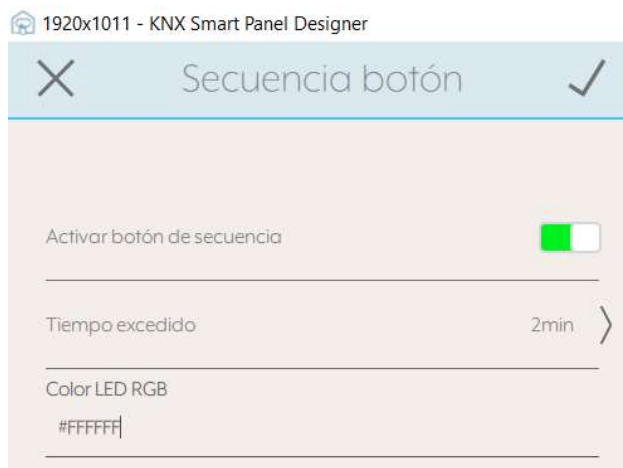 1920x1011 - KNX Smart Panel Designer
Secuencia botón
Activar botón de secuencia
Tiempo excedido 2min
Color LED RGB
#FFFFFF